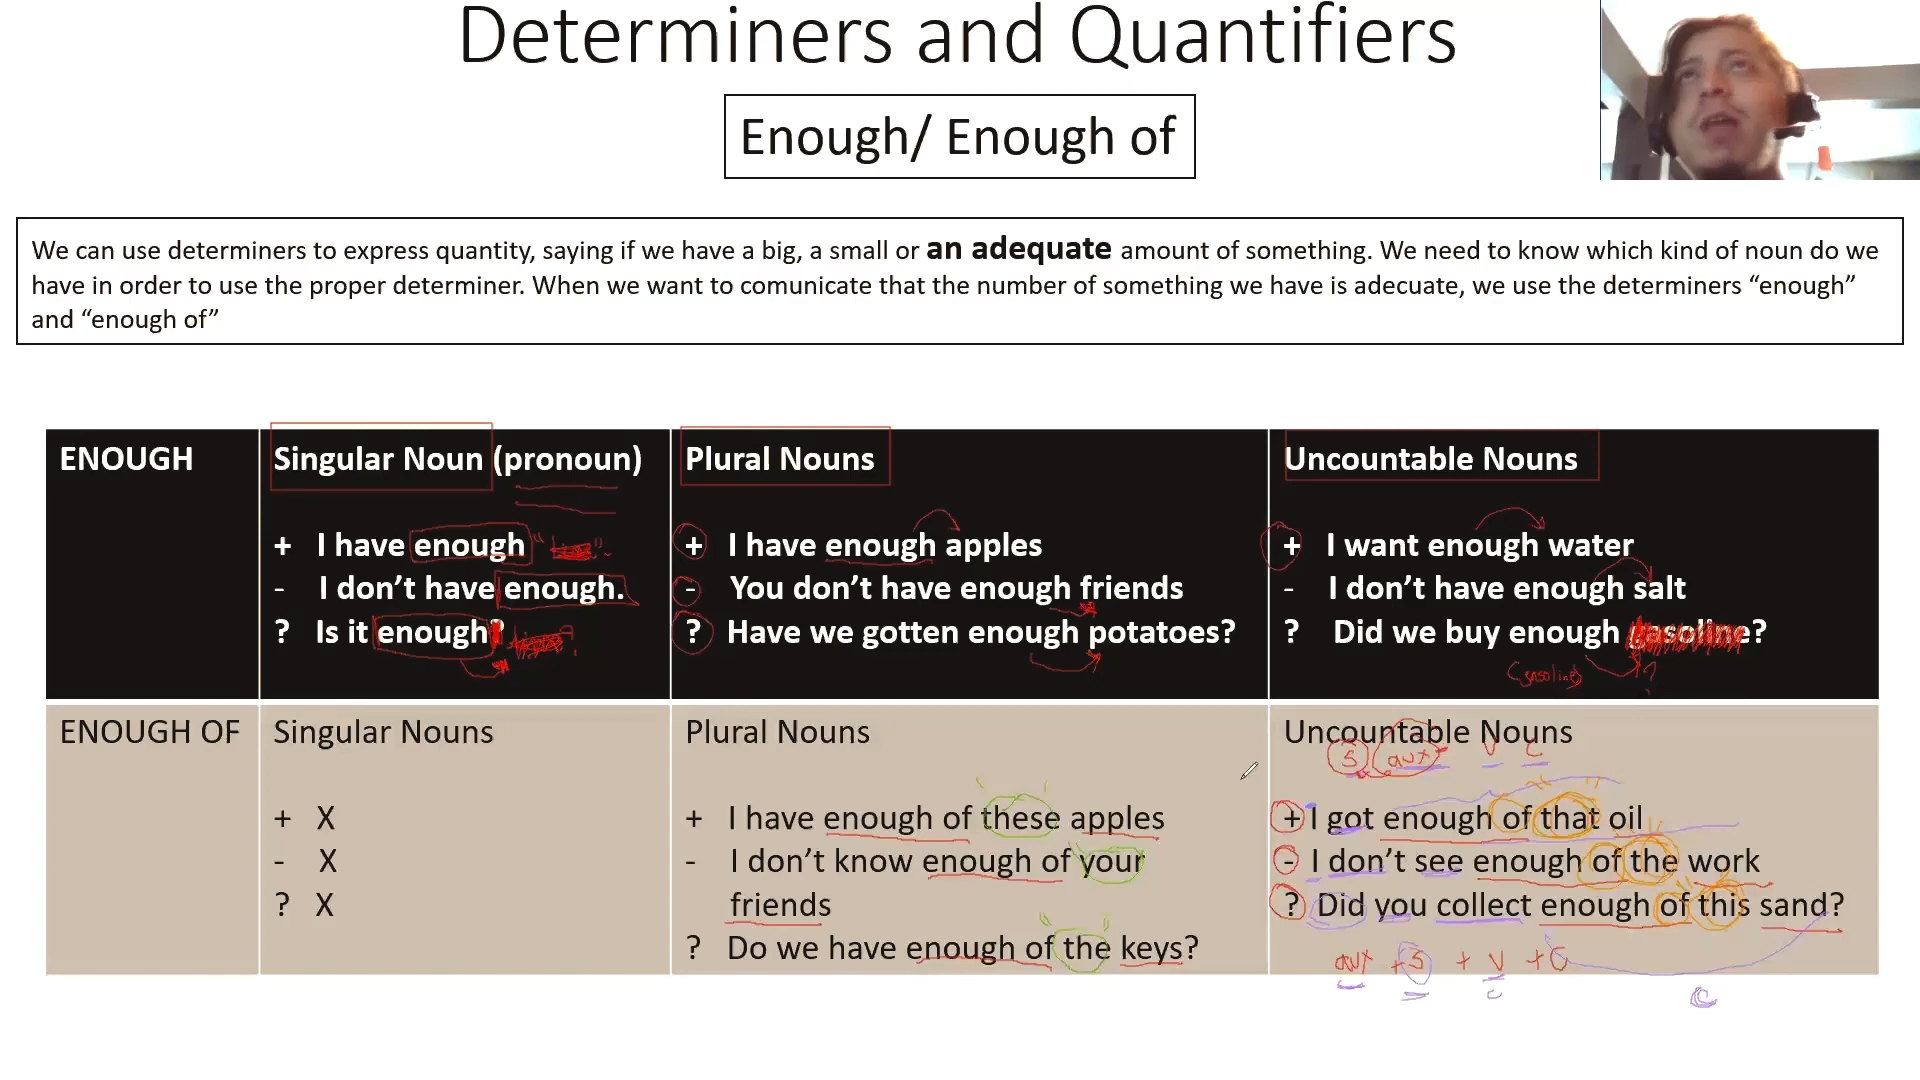 Determiners and Quantifiers
Enough/ Enough of
We can use determiners to express quantity, saying if we have a big, a small or an adequate amount of something. We need to know which kind of noun do we
have in order to use the proper determiner. When we want to comunicate that the number of something we have is adecuate, we use the determiners “enough”
and “enough of”
ENOUGH
Singular Noun (pronoun)
+ I have enough
- I don’t have enough.
? Is it enough?
Plural Nouns
+ I have enough apples
- You don’t have enough friends
? Have we gotten enough potatoes?
Uncountable Nouns
+ I want enough water
- I don’t have enough salt
? Did we buy enough gasoline?
(gasoline) ?
ENOUGH OF
Singular Nouns
+ X
- X
? X
Plural Nouns
+ I have enough of these apples
- I don’t know enough of your
friends
? Do we have enough of the keys?
Uncountable Nouns
S aux V C
+ I got enough of that oil
- I don’t see enough of the work
? Did you collect enough of this sand?
aux + S + V + C
C